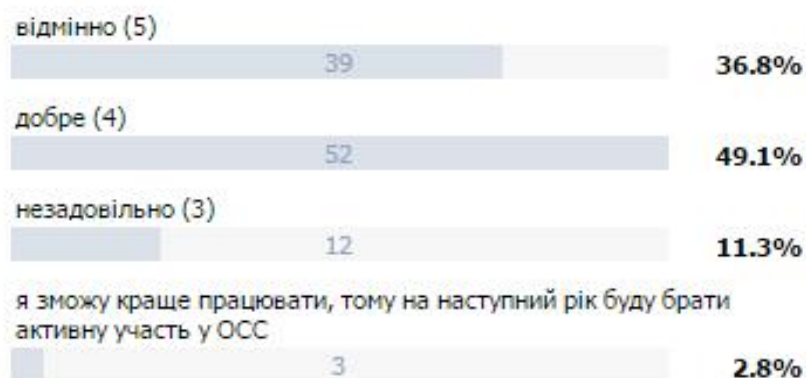 відмінно (5)
39 36.8%
добре (4)
52 49.1%
незадовільно (3)
12 11.3%
я зможу краще працювати, тому на наступний рік буду брати
активну участь у ОСС
3 2.8%